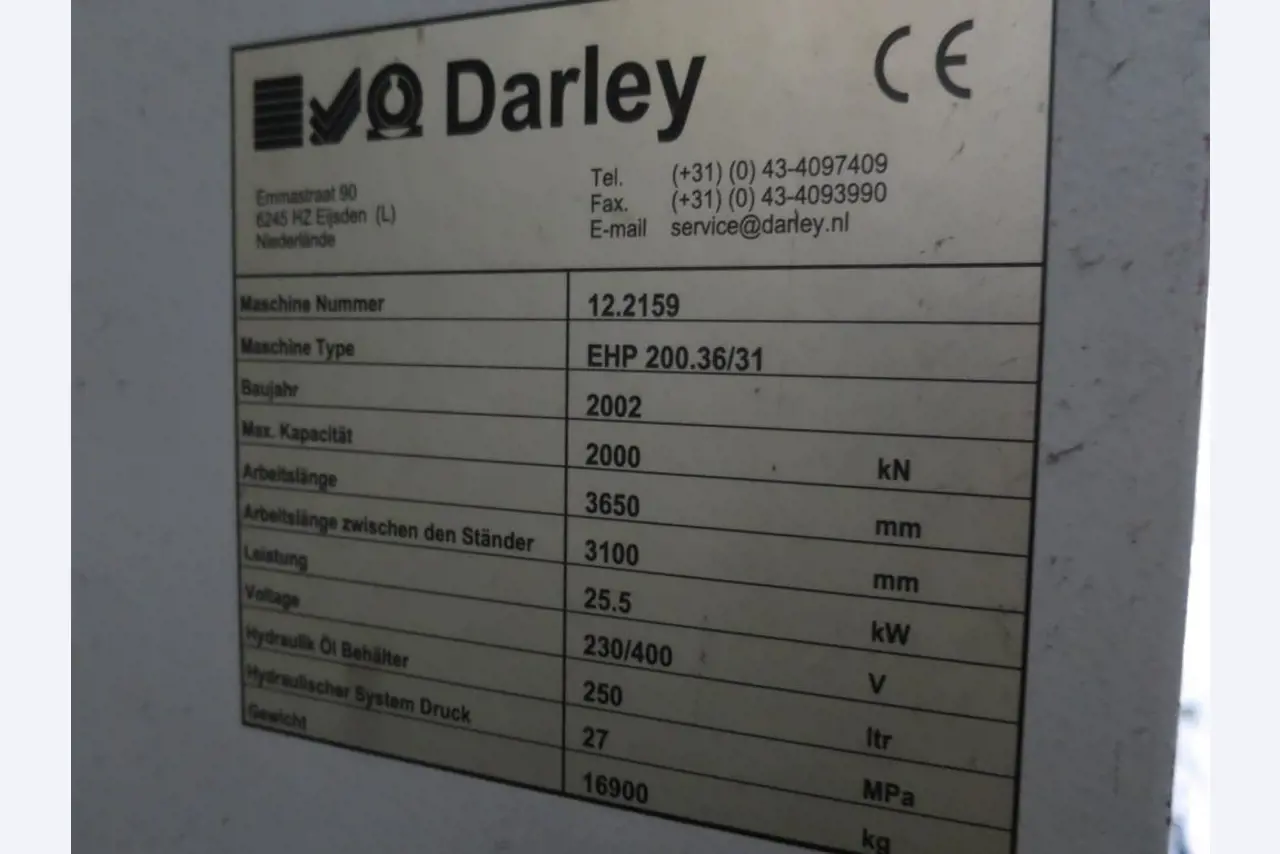 Darley CE
Emmastraat 90
6245 HZ Eijsden (L)
Niederlände
Tel. (+31) (0) 43-4097409
Fax. (+31) (0) 43-4093990
E-mail service@darley.nl
Maschine Nummer 12.2159
Maschine Type EHP 200.36/31
Baujahr 2002
Max. Kapacität 2000 kN
Arbeitslänge 3650 mm
Arbeitslänge zwischen den Ständer 3100 mm
Leistung 25.5 kW
Voltage 230/400 V
Hydraulik Öl Behälter 250 ltr
Hydraulischer System Druck 27 MPa
Gewicht 16900 kg